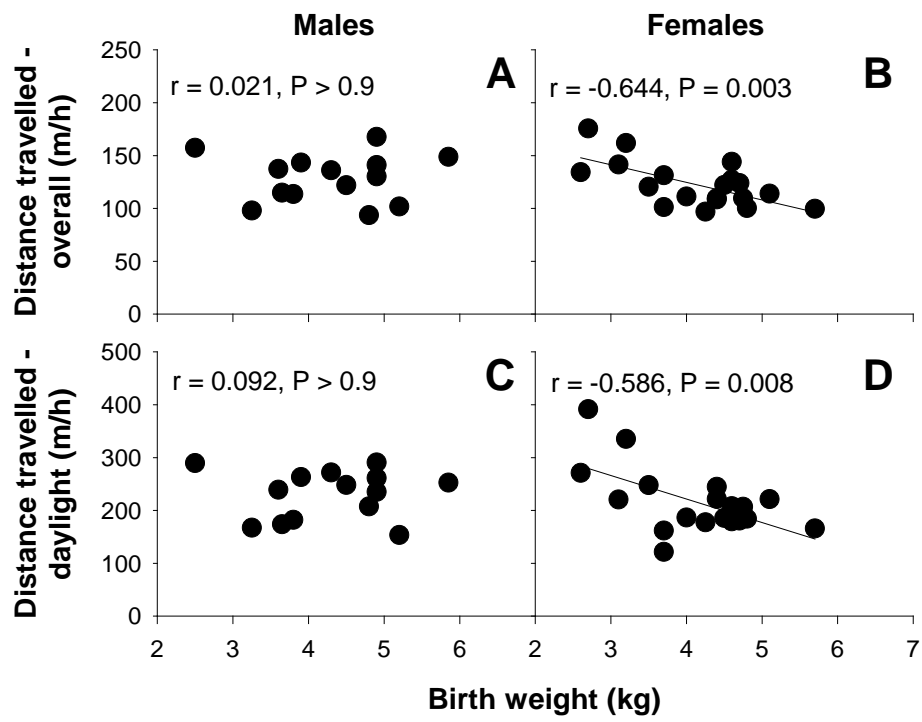 Males
Females
Distance travelled -
overall (m/h)
250
200
150
100
50
0
A
r = 0.021, P > 0.9
B
r = -0.644, P = 0.003
Distance travelled -
daylight (m/h)
500
400
300
200
100
0
C
r = 0.092, P > 0.9
D
r = -0.586, P = 0.008
2 3 4 5 6 2 3 4 5 6 7
Birth weight (kg)